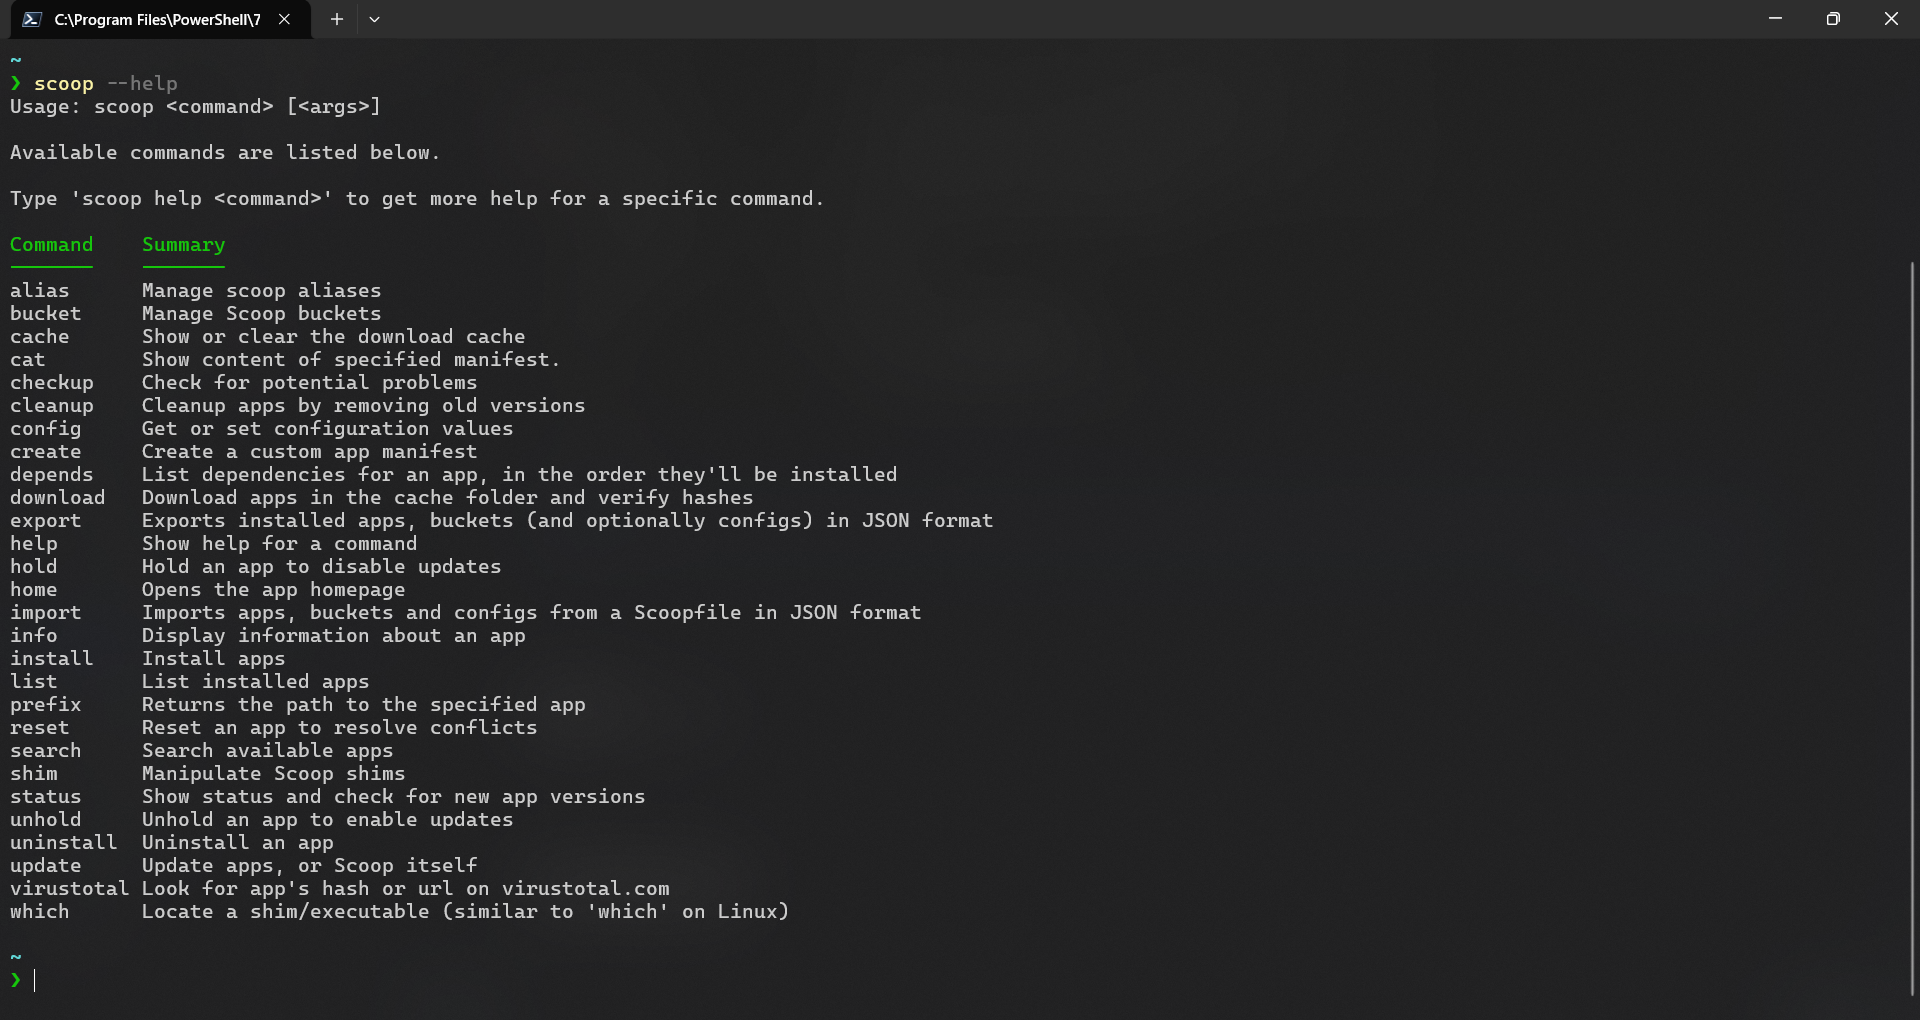 C:\Program Files\PowerShell\7
~
❯ scoop --help
Usage: scoop <command> [<args>]
Available commands are listed below.
Type 'scoop help <command>' to get more help for a specific command.
Command    Summary
alias      Manage scoop aliases
bucket     Manage Scoop buckets
cache      Show or clear the download cache
cat        Show content of specified manifest.
checkup    Check for potential problems
cleanup    Cleanup apps by removing old versions
config     Get or set configuration values
create     Create a custom app manifest
depends    List dependencies for an app, in the order they'll be installed
download   Download apps in the cache folder and verify hashes
export     Exports installed apps, buckets (and optionally configs) in JSON format
help       Show help for a command
hold       Hold an app to disable updates
home       Opens the app homepage
import     Imports apps, buckets and configs from a Scoopfile in JSON format
info       Display information about an app
install    Install apps
list       List installed apps
prefix     Returns the path to the specified app
reset      Reset an app to resolve conflicts
search     Search available apps
shim       Manipulate Scoop shims
status     Show status and check for new app versions
unhold     Unhold an app to enable updates
uninstall  Uninstall an app
update     Update apps, or Scoop itself
virustotal Look for app's hash or url on virustotal.com
which      Locate a shim/executable (similar to 'which' on Linux)
~
❯